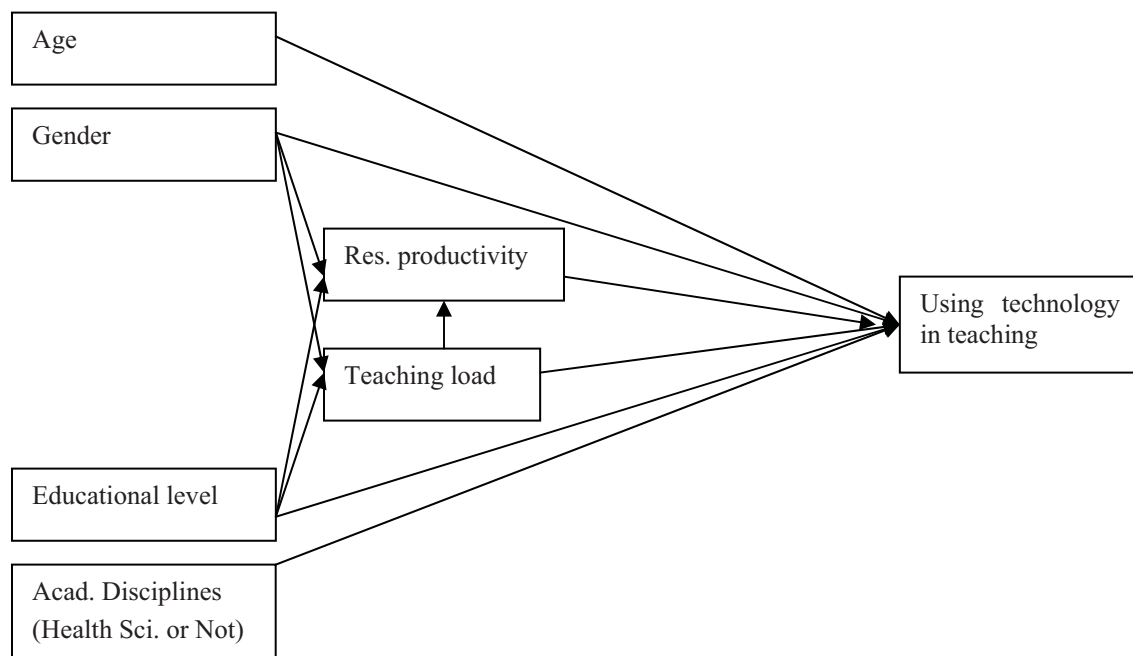 Age
Gender
Res. productivity
Using technology
in teaching
Teaching load
Educational level
Acad. Disciplines
(Health Sci. or Not)